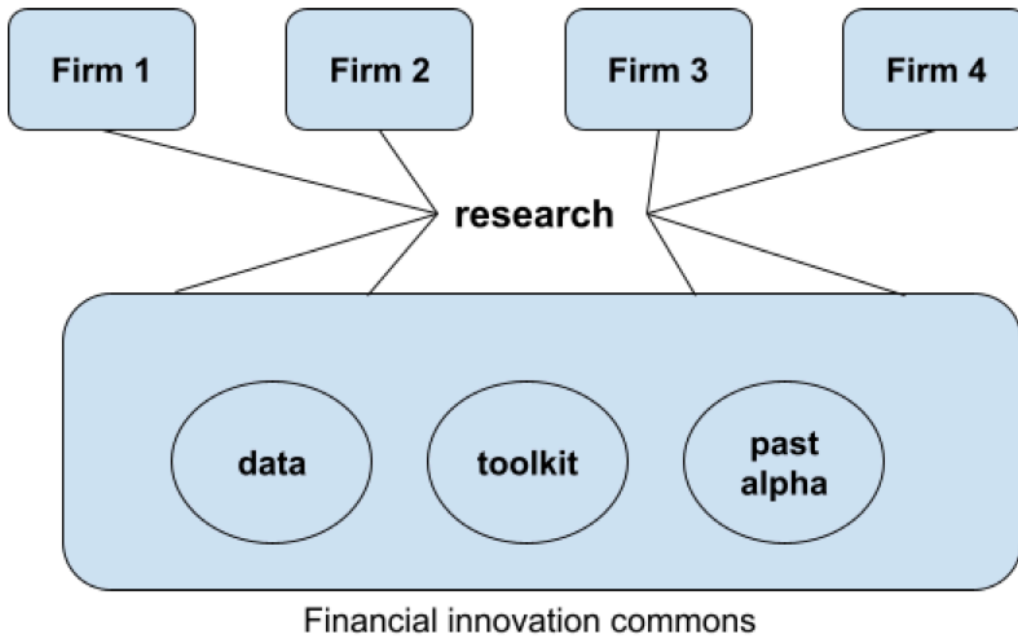 Firm 1
Firm 2
Firm 3
Firm 4
research
data
toolkit
past
alpha
Financial innovation commons